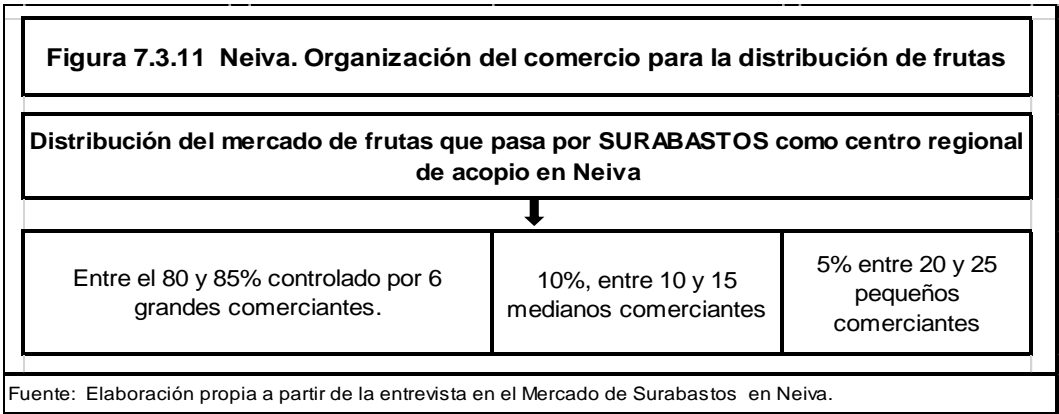 Figura 7.3.11 Neiva. Organización del comercio para la distribución de frutas
Distribución del mercado de frutas que pasa por SURABASTOS como centro regional
de acopio en Neiva
Entre el 80 y 85% controlado por 6
grandes comerciantes.
10%, entre 10 y 15
medianos comerciantes
5% entre 20 y 25
pequeños
comerciantes
Fuente: Elaboración propia a partir de la entrevista en el Mercado de Surabastos en Neiva.